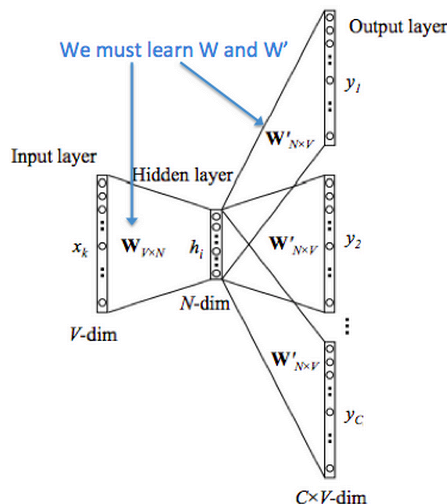 We must learn W and W'
Output layer
y1
W'N×V
Input layer
Hidden layer
xk
WV×N
hi
W'N×V
y2
N-dim
V-dim
...
W'N×V
yC
C×V-dim